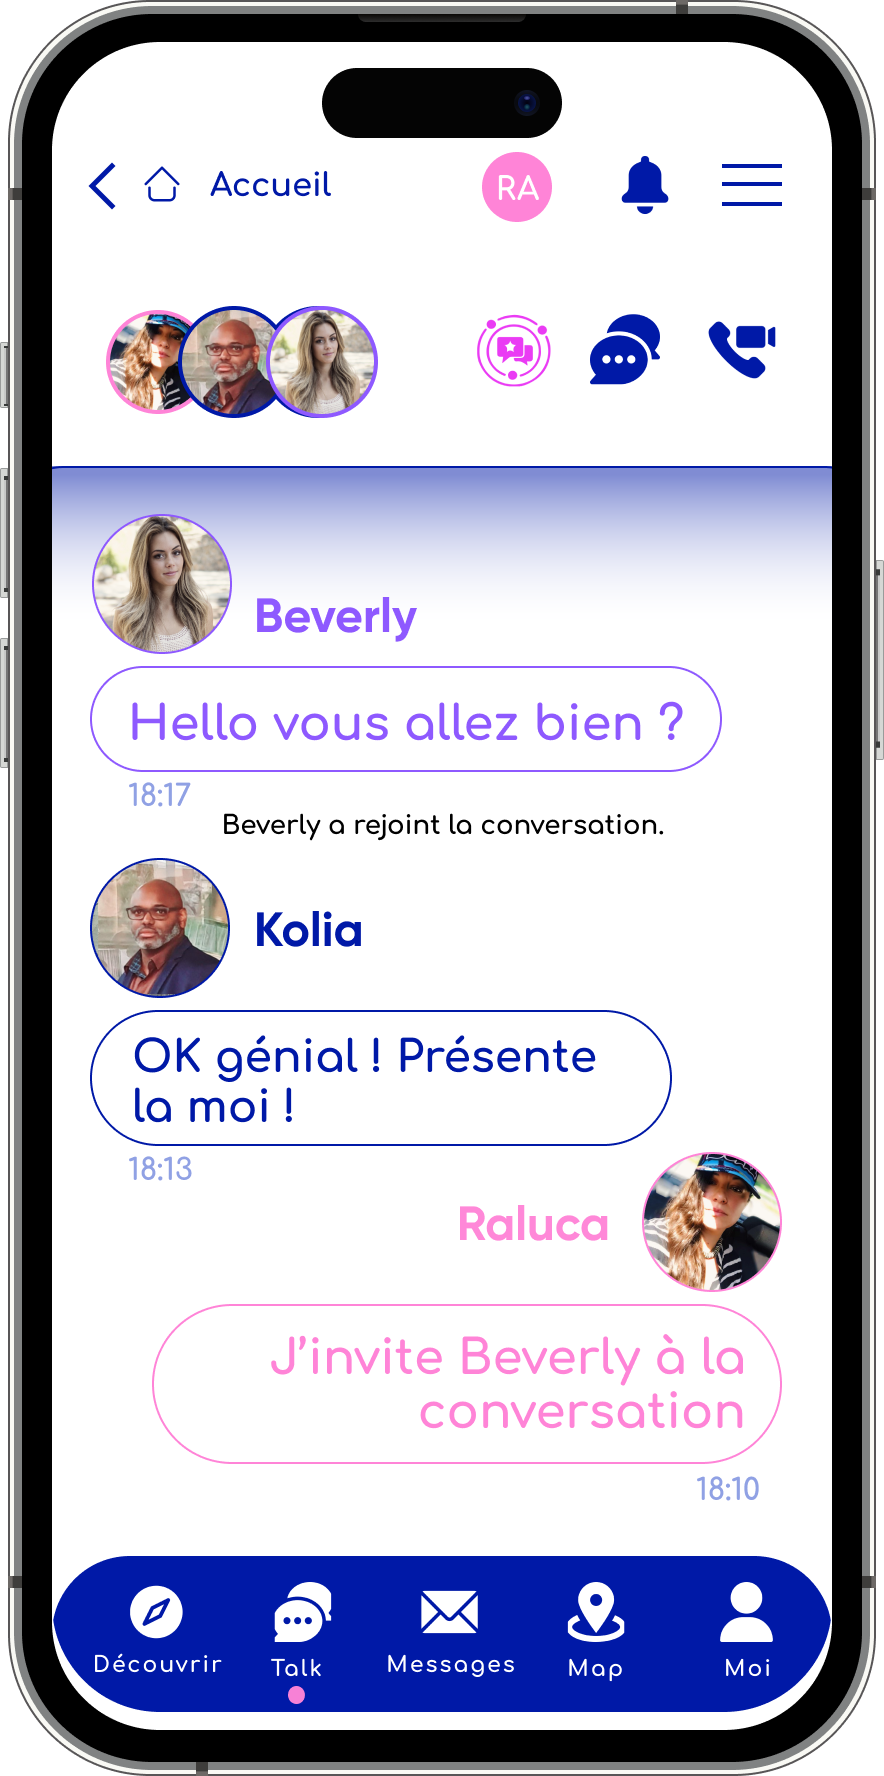 Accueil
RA
Beverly
Hello vous allez bien ?
18:17
Beverly a rejoint la conversation.
Kolia
OK génial ! Présente
la moi !
18:13
Raluca
J’invite Beverly à la
conversation
18:10
Découvrir
Talk
Messages
Map
Moi